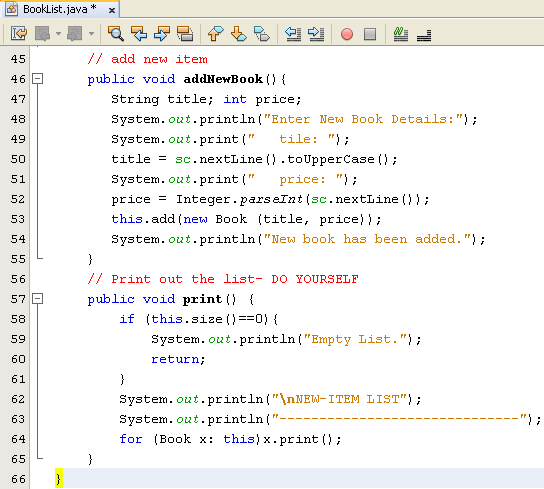 BookList.java *
45 // add new item
46 public void addNewBook(){
47 String title; int price;
48 System.out.println("Enter New Book Details:");
49 System.out.print("   tile: ");
50 title = sc.nextLine().toUpperCase();
51 System.out.print("   price: ");
52 price = Integer.parseInt(sc.nextLine());
53 this.add(new Book (title, price));
54 System.out.println("New book has been added.");
55 }
56 // Print out the list- DO YOURSELF
57 public void print() {
58 if (this.size()==0){
59 System.out.println("Empty List.");
60 return;
61 }
62 System.out.println("\nNEW-ITEM LIST");
63 System.out.println("------------------------------");
64 for (Book x: this)x.print();
65 }
66 }